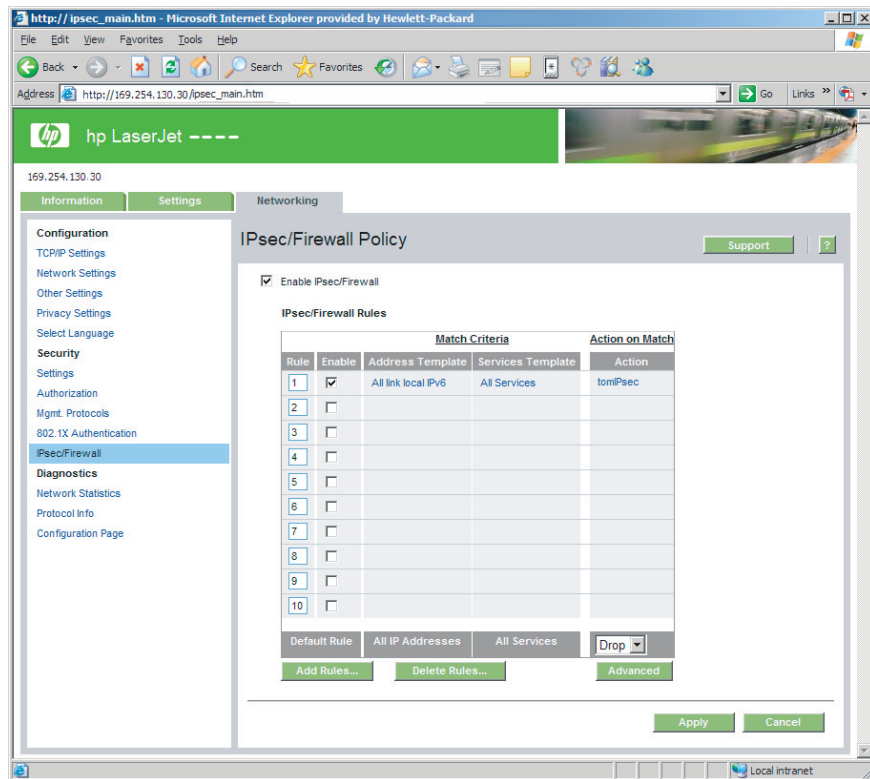 http:// ipsec_main.htm - Microsoft Internet Explorer provided by Hewlett-Packard
File Edit View Favorites Tools Help
Back Search Favorites
Address http://169.254.130.30/ipsec_main.htm Go Links »
hp hp LaserJet ----
169.254.130.30
Information Settings Networking
Configuration
TCP/IP Settings
Network Settings
Other Settings
Privacy Settings
Select Language
Security
Settings
Authorization
Mgmt. Protocols
802.1X Authentication
IPsec/Firewall
Diagnostics
Network Statistics
Protocol Info
Configuration Page
IPsec/Firewall Policy
Support ?
Enable IPsec/Firewall
IPsec/Firewall Rules
Match Criteria Action on Match
Rule Enable Address Template Services Template Action
1 All link local IPv6 All Services tomIPsec
2
3
4
5
6
7
8
9
10
Default Rule All IP Addresses All Services Drop
Add Rules... Delete Rules... Advanced
Apply Cancel
Local intranet